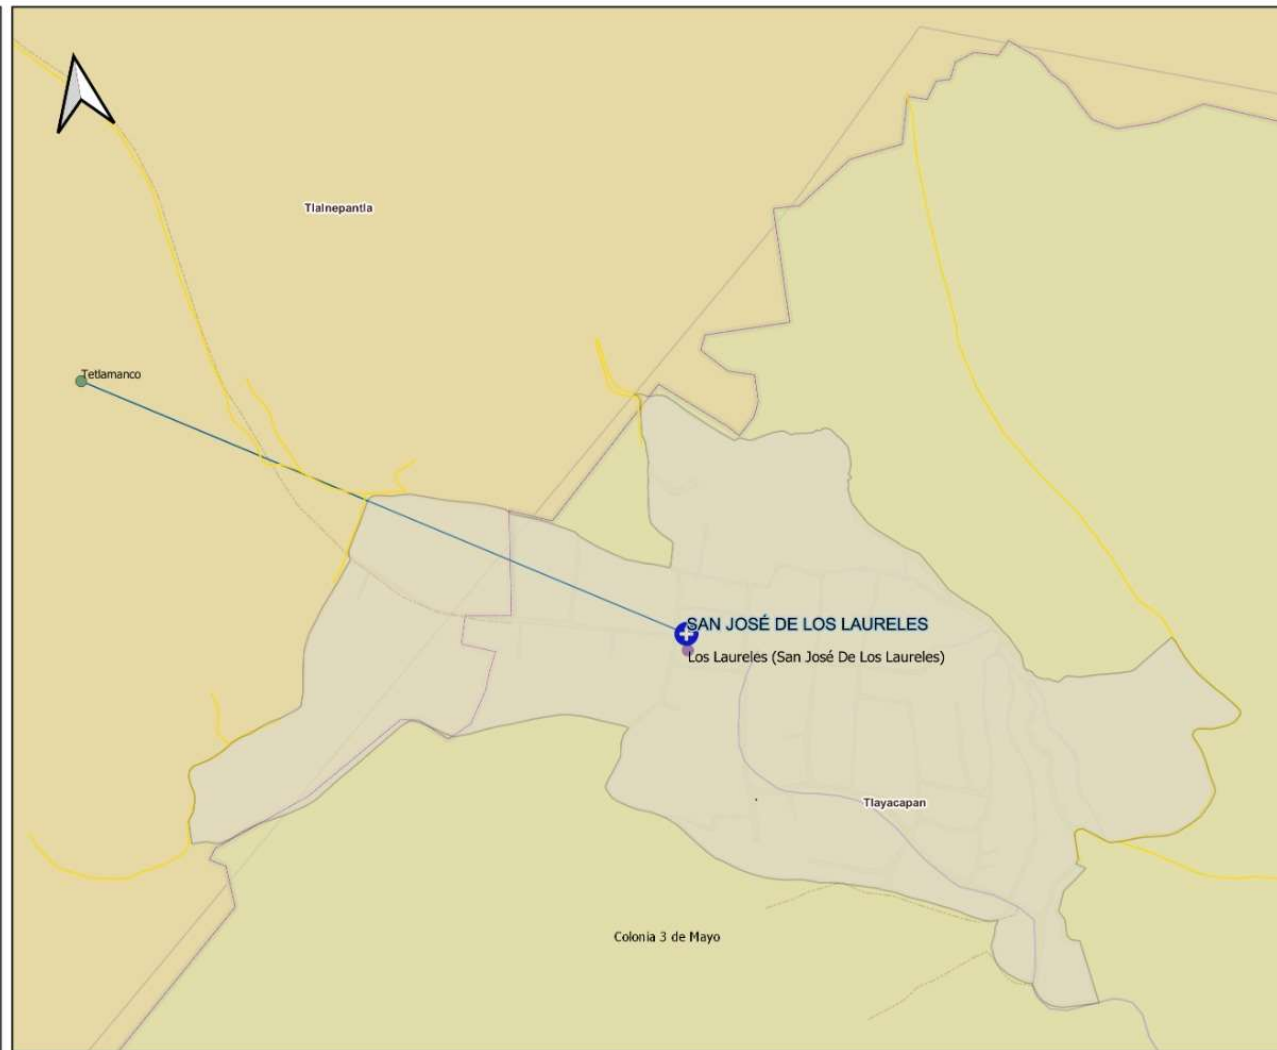 Tlalnepantla
Tetlamanco
SAN JOSÉ DE LOS LAURELES
Los Laureles (San José De Los Laureles)
Tlayacapan
Colonia 3 de Mayo